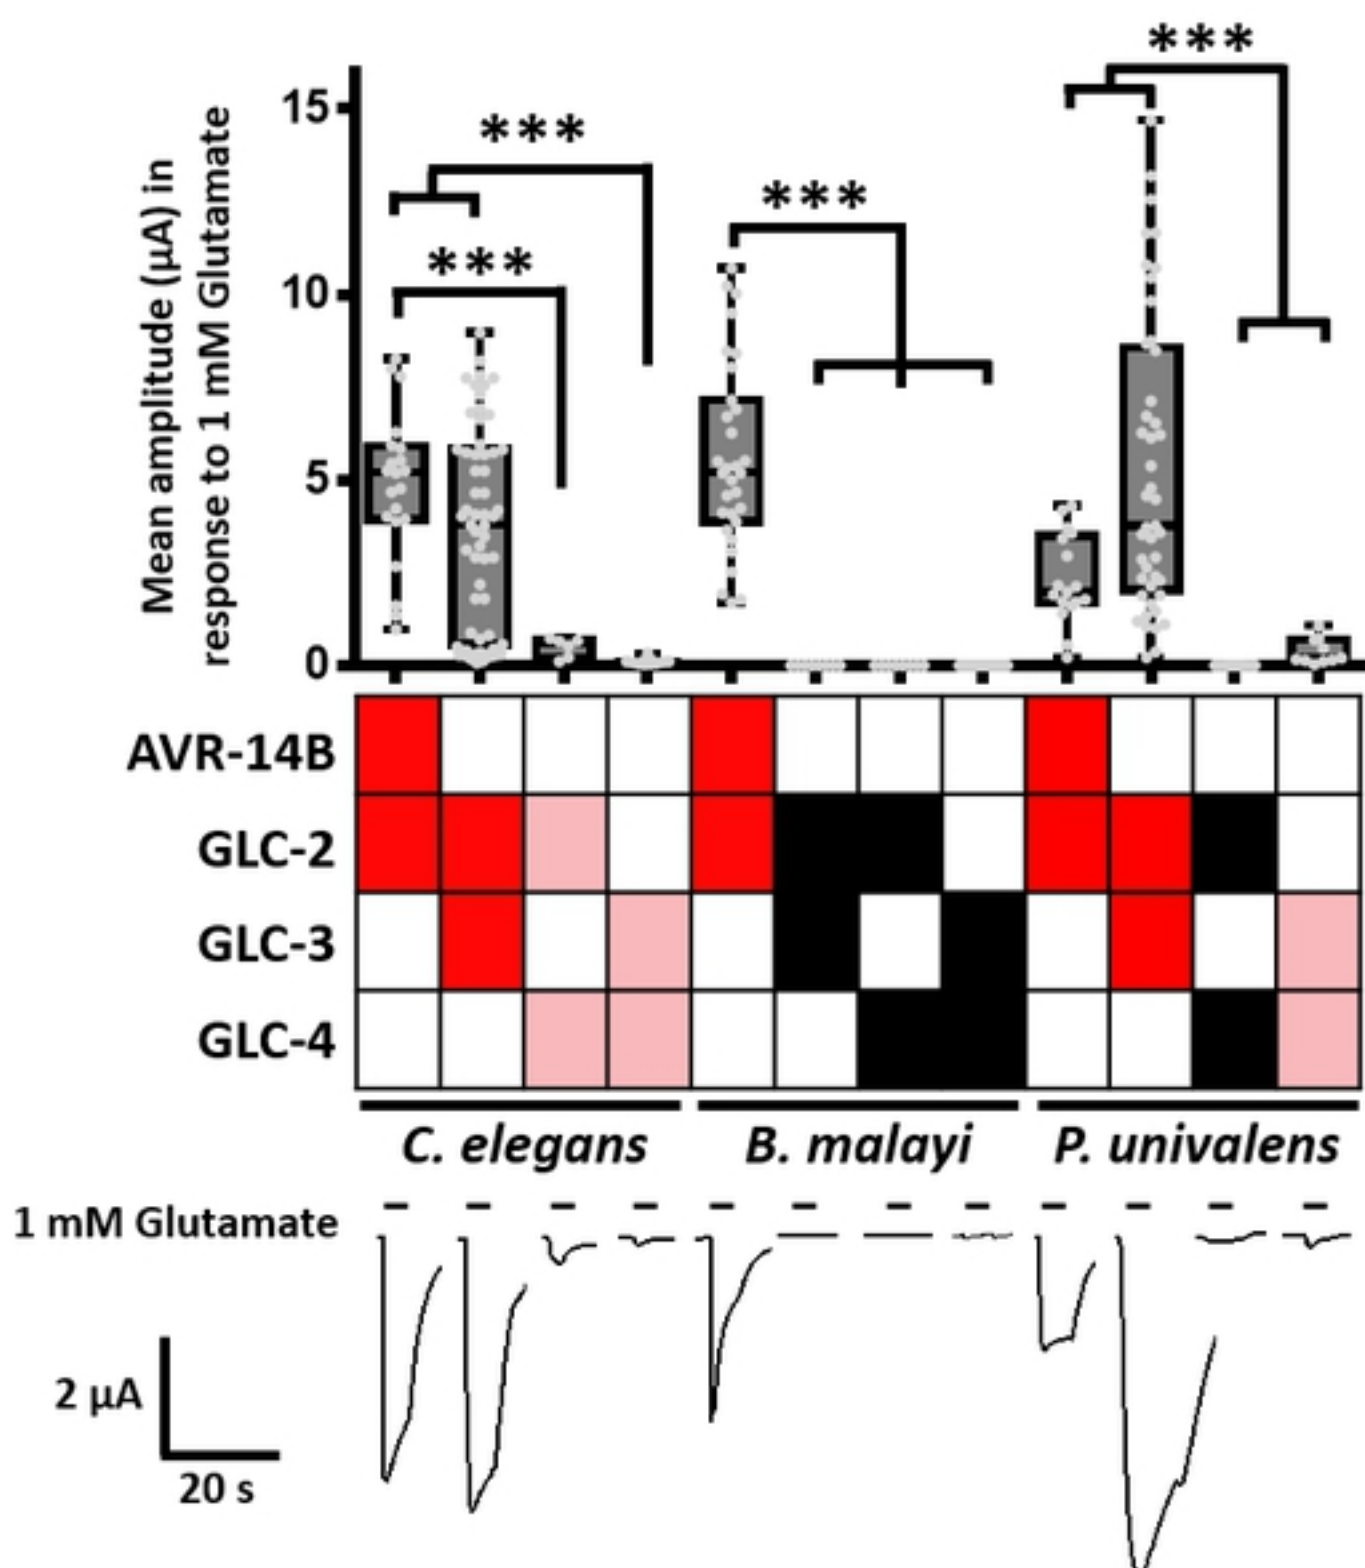 ***
15
***
***
10
***
5
0
Mean amplitude (µA) in
response to 1 mM Glutamate
AVR-14B
GLC-2
GLC-3
GLC-4
C. elegans
B. malayi
P. univalens
1 mM Glutamate
2 µA
20 s